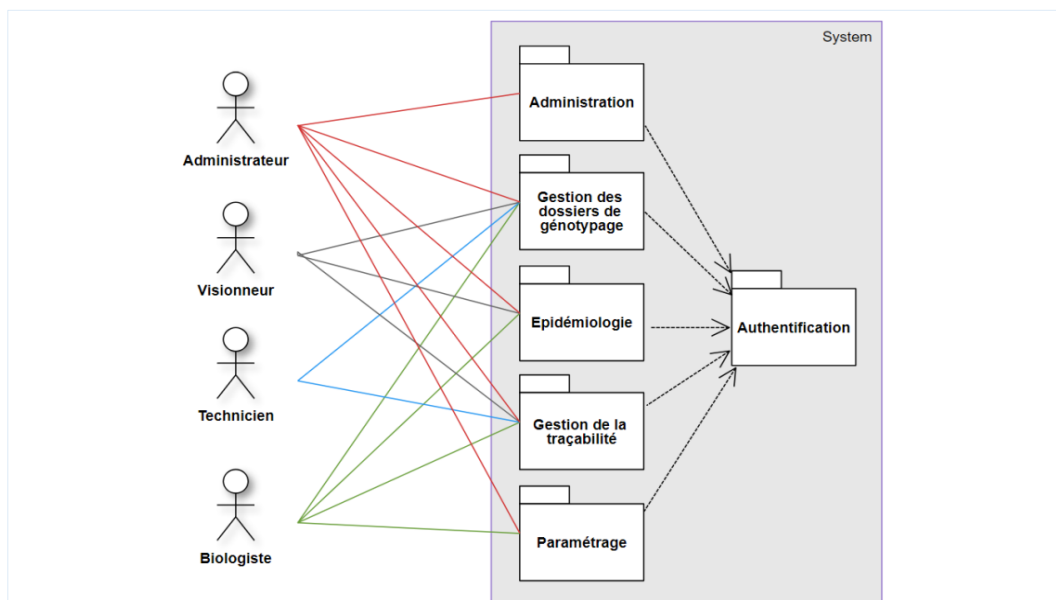 System
Administration
Administrateur
Gestion des
dossiers de
génotypage
Visionneur
Epidémiologie
Authentification
Technicien
Gestion de la
traçabilité
Paramétrage
Biologiste